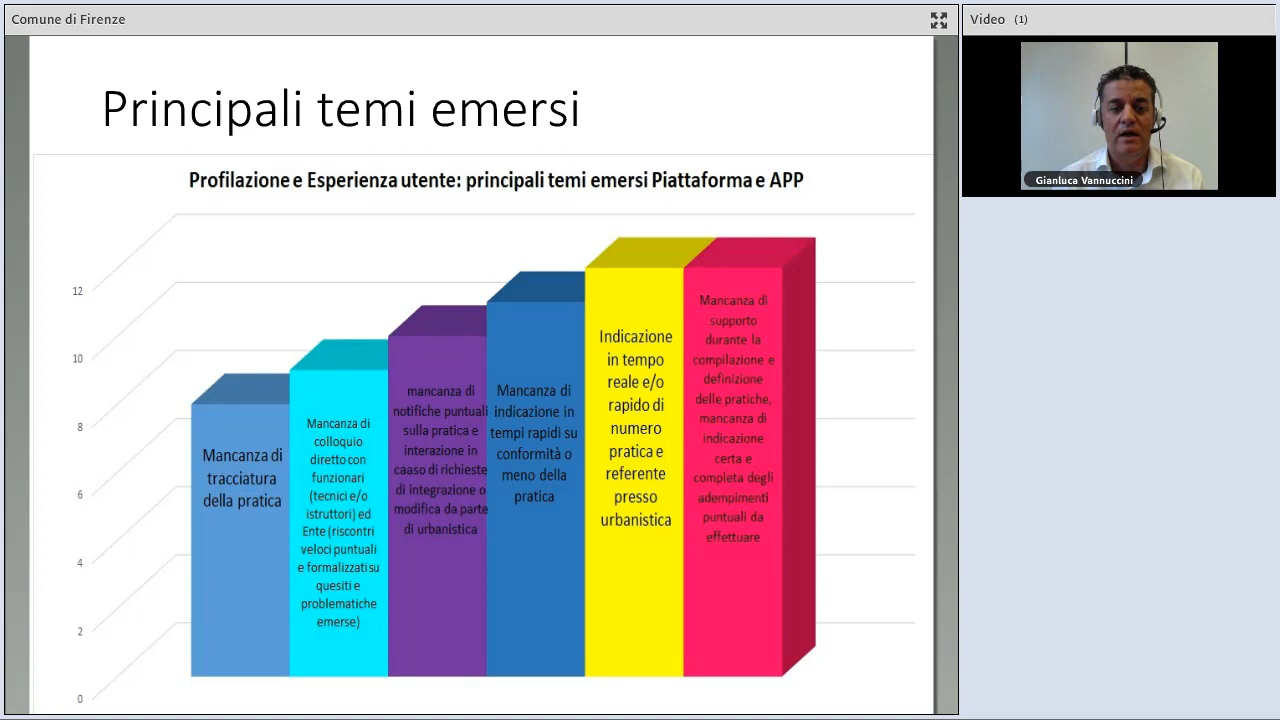 Comune di Firenze
Video (1)
Gianluca Vannuccini
Principali temi emersi
Profilazione e Esperienza utente: principali temi emersi Piattaforma e APP
12
10
8
6
4
2
0
Mancanza di
tracciatura
della pratica
Mancanza di
colloquio
diretto con
funzionari
(tecnici e/o
istruttori) ed
Ente (riscontri
veloci puntuali
e formalizzati su
quesiti e
problematiche
emerse)
mancanza di
notifiche puntuali
sulla pratica e
interazione in
caaso di richieste
di integrazione o
modifica da parte
di urbanistica
Mancanza di
indicazione in
tempi rapidi su
conformità o
meno della
pratica
Indicazione
in tempo
reale e/o
rapido di
numero
pratica e
referente
presso
urbanistica
Mancanza di
supporto
durante la
compilazione e
definizione
delle pratiche,
mancanza di
indicazione
certa e
completa degli
adempimenti
puntuali da
effettuare